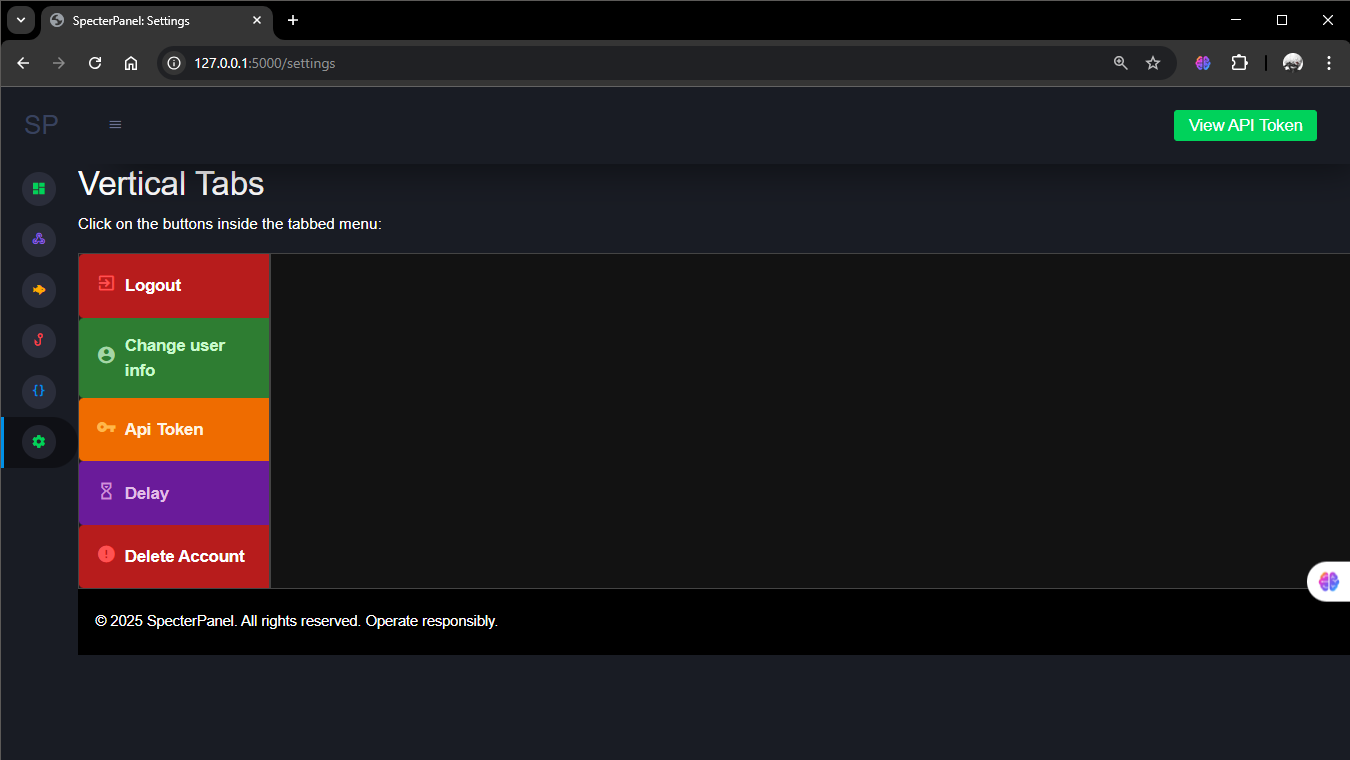 SpecterPanel: Settings
127.0.0.1:5000/settings
SP
View API Token
Vertical Tabs
Click on the buttons inside the tabbed menu:
Logout
Change user
info
Api Token
Delay
Delete Account
© 2025 SpecterPanel. All rights reserved. Operate responsibly.